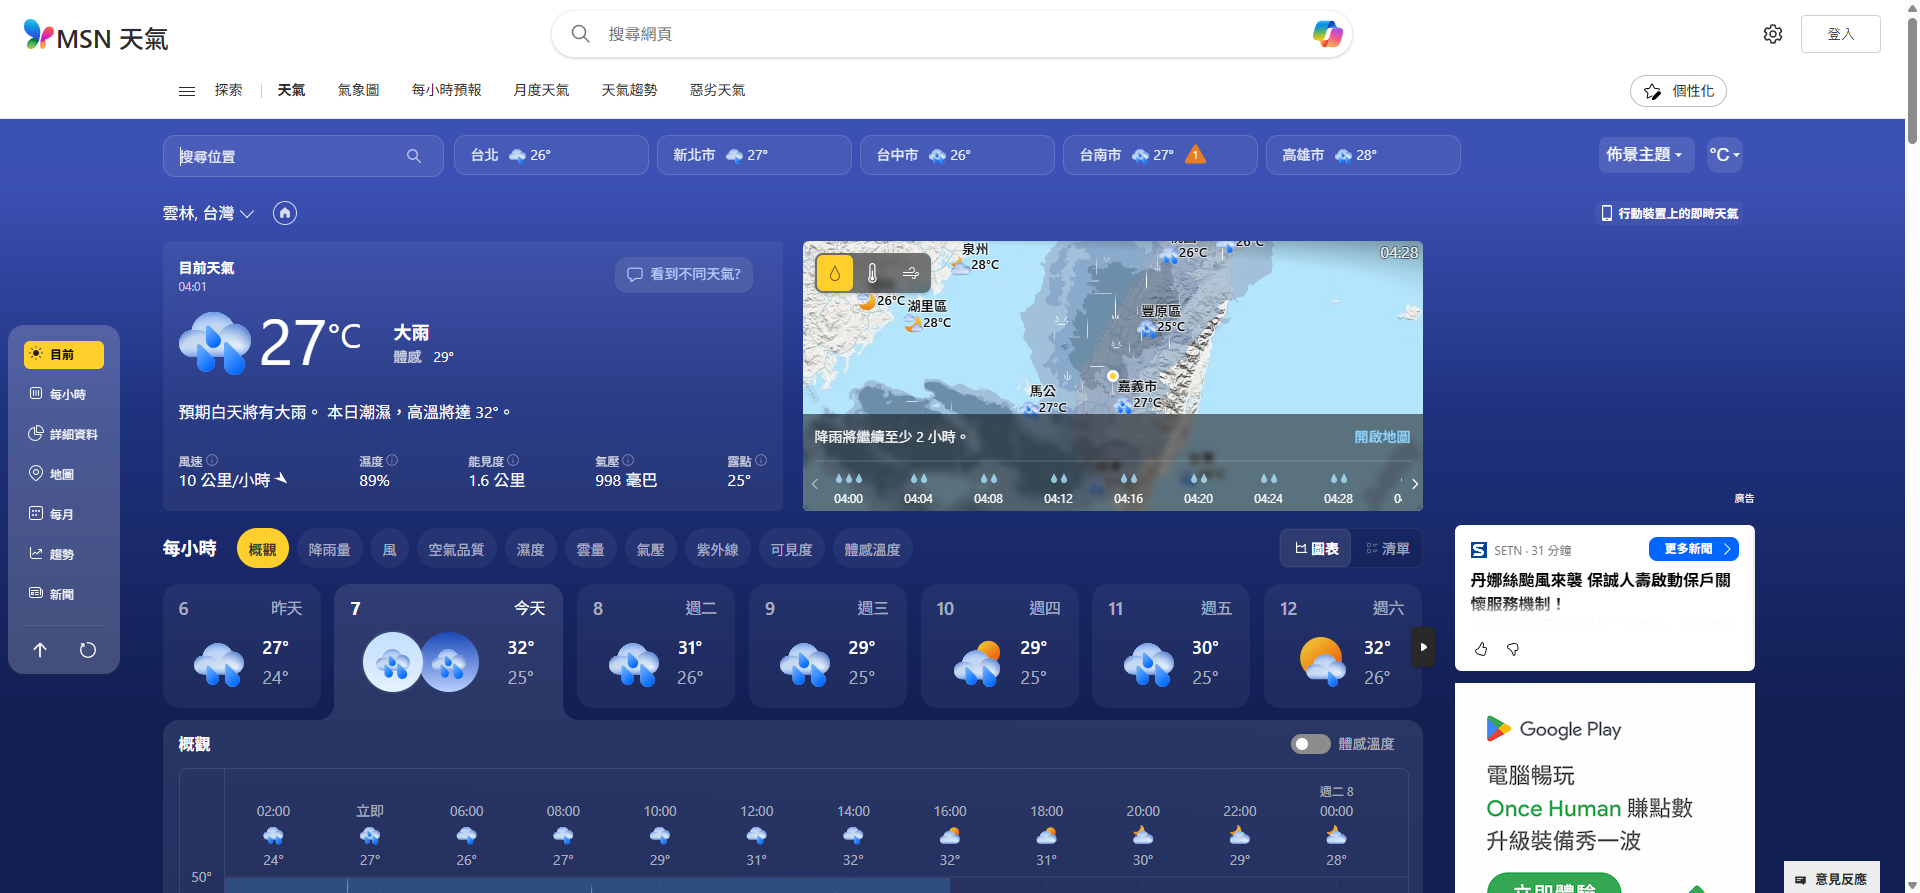 MSN 天氣
搜尋網頁
登入
探索
天氣
氣象圖
每小時預報
月度天氣
天氣趨勢
惡劣天氣
個性化
搜尋位置
台北 26°
新北市 27°
台中市 26°
台南市 27° 1
高雄市 28°
佈景主題
°C
雲林, 台灣
行動裝置上的即時天氣
目前天氣
04:01
看到不同天氣?
27°C
大雨
體感 29°
預期白天將有大雨。 本日潮濕，高溫將達 32°。
風速
10 公里/小時
濕度
89%
能見度
1.6 公里
氣壓
998 毫巴
露點
25°
04:28
泉州
28°C
26°C
26°C
26°C
湖里區
28°C
豐原區
25°C
馬公
27°C
嘉義市
27°C
降雨將繼續至少 2 小時。
開啟地圖
04:00
04:04
04:08
04:12
04:16
04:20
04:24
04:28
目前
每小時
詳細資料
地圖
每月
趨勢
新聞
廣告
每小時
概觀
降雨量
風
空氣品質
濕度
雲量
氣壓
紫外線
可見度
體感溫度
圖表
清單
6 昨天
27°
24°
7 今天
32°
25°
8 週二
31°
26°
9 週三
29°
25°
10 週四
29°
25°
11 週五
30°
25°
12 週六
32°
26°
SETN · 31 分鐘
更多新聞
丹娜絲颱風來襲 保誠人壽啟動保戶關
懷服務機制！
概觀
體感溫度
週二 8
02:00 立即 06:00 08:00 10:00 12:00 14:00 16:00 18:00 20:00 22:00 00:00
24° 27° 26° 27° 29° 31° 32° 32° 31° 30° 29° 28°
50°
Google Play
電腦暢玩
Once Human 賺點數
升級裝備秀一波
立即體驗
意見反應